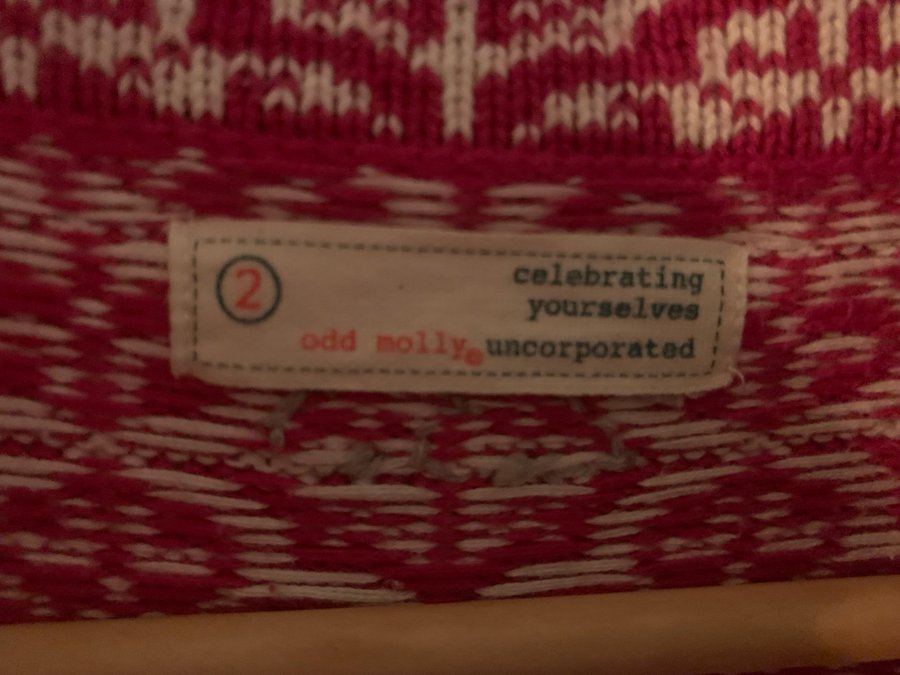 2
celebrating
yourselves
odd molly® uncorporated